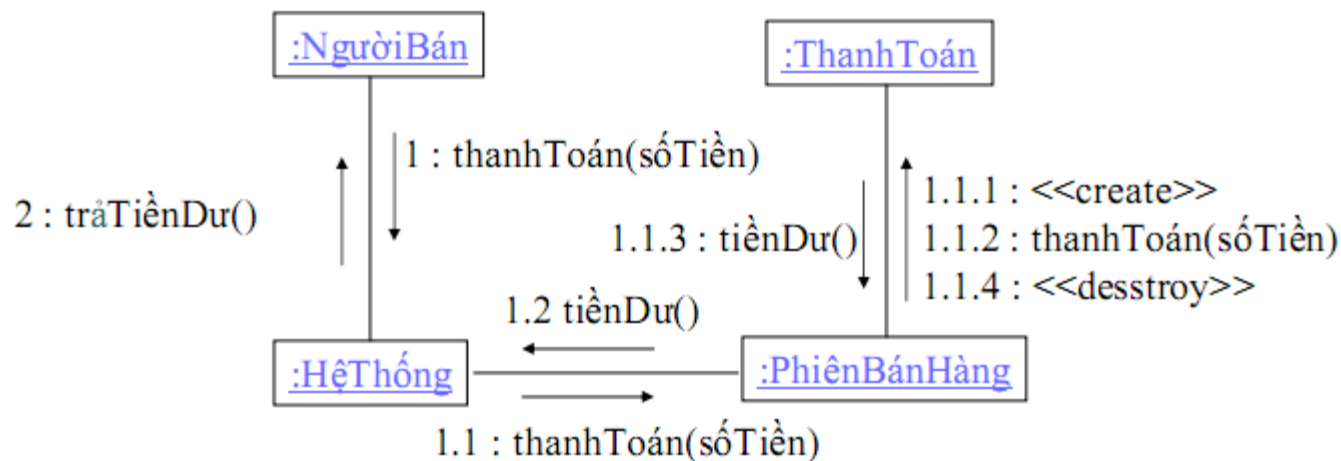 :NgườiBán
:ThanhToán
1 : thanhToán(sốTiền)
2 : trảTiềnDư()
1.1.1 : <<create>>
1.1.3 : tiềnDư()
1.1.2 : thanhToán(sốTiền)
1.1.4 : <<desstroy>>
1.2 tiềnDư()
:HệThống
:PhiênBánHàng
1.1 : thanhToán(sốTiền)